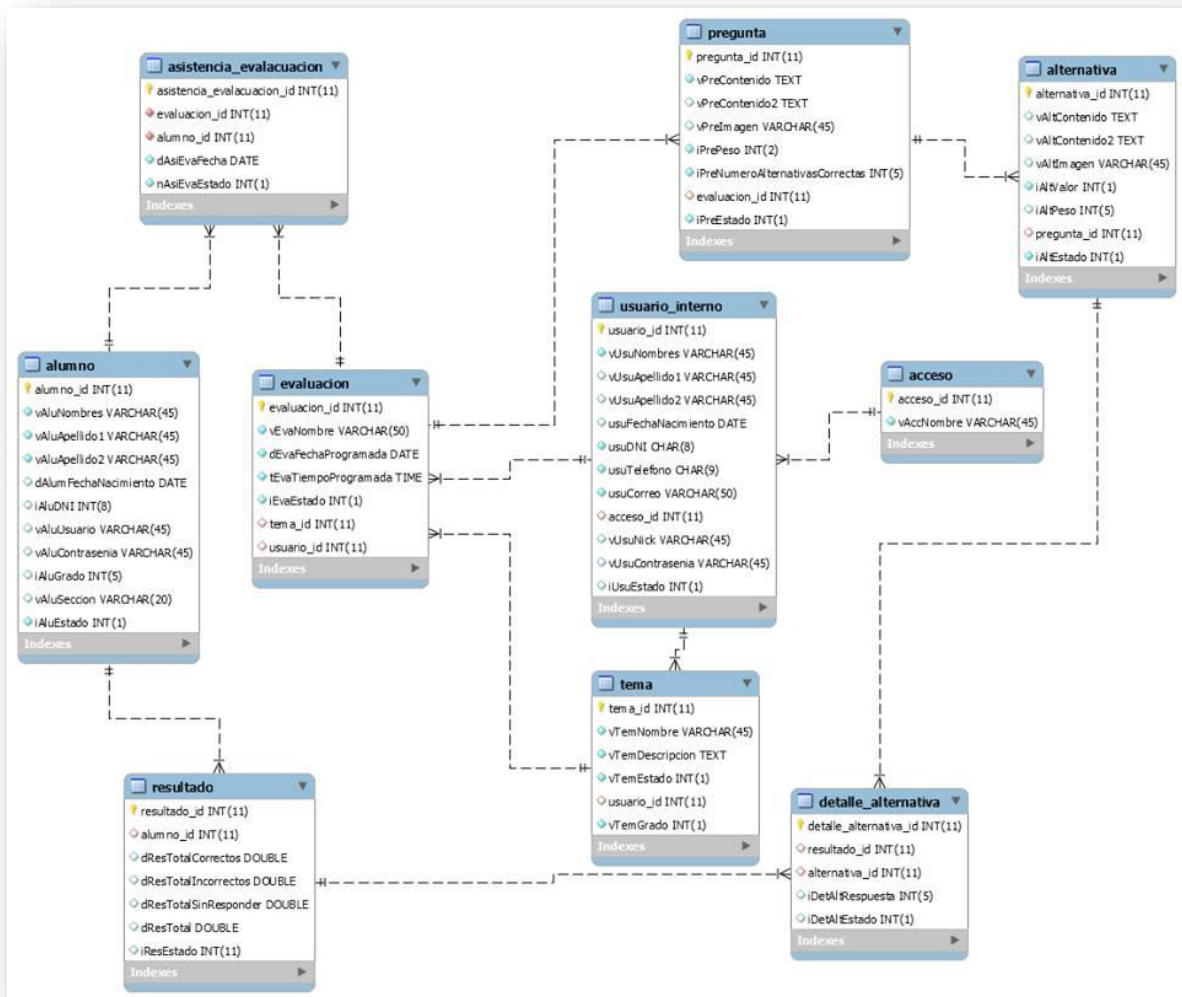 asistencia_evalacuacion
asistencia_evalacuacion_id INT(11)
evaluacion_id INT(11)
alumno_id INT(11)
dAsiEvaFecha DATE
nAsiEvaEstado INT(1)
Indexes
pregunta
pregunta_id INT(11)
vPreContenido TEXT
vPreContenido2 TEXT
vPreImagen VARCHAR(45)
iPrePeso INT(2)
iPreNumeroAlternativasCorrectas INT(5)
evaluacion_id INT(11)
iPreEstado INT(1)
Indexes
alternativa
alternativa_id INT(11)
vAltContenido TEXT
vAltContenido2 TEXT
vAltImagen VARCHAR(45)
iAltValor INT(1)
iAltPeso INT(5)
pregunta_id INT(11)
iAltEstado INT(1)
Indexes
alumno
alumno_id INT(11)
vAluNombres VARCHAR(45)
vAluApellido1 VARCHAR(45)
vAluApellido2 VARCHAR(45)
dAlumFechaNacimiento DATE
iAluDNI INT(8)
vAluUsuario VARCHAR(45)
vAluContrasenia VARCHAR(45)
iAluGrado INT(5)
vAluSeccion VARCHAR(20)
iAluEstado INT(1)
Indexes
evaluacion
evaluacion_id INT(11)
vEvaNombre VARCHAR(50)
dEvaFechaProgramada DATE
tEvaTiempoProgramada TIME
iEvaEstado INT(1)
tema_id INT(11)
usuario_id INT(11)
Indexes
usuario_interno
usuario_id INT(11)
vUsuNombres VARCHAR(45)
vUsuApellido1 VARCHAR(45)
vUsuApellido2 VARCHAR(45)
usuFechaNacimiento DATE
usuDNI CHAR(8)
usuTelefono CHAR(9)
usuCorreo VARCHAR(50)
acceso_id INT(11)
vUsuNick VARCHAR(45)
vUsuContrasenia VARCHAR(45)
iUsuEstado INT(1)
Indexes
acceso
acceso_id INT(11)
vAccNombre VARCHAR(45)
Indexes
tema
tema_id INT(11)
vTemNombre VARCHAR(45)
vTemDescripcion TEXT
vTemEstado INT(1)
usuario_id INT(11)
vTemGrado INT(1)
Indexes
resultado
resultado_id INT(11)
alumno_id INT(11)
dResTotalCorrectos DOUBLE
dResTotalIncorrectos DOUBLE
dResTotalSinResponder DOUBLE
dResTotal DOUBLE
iResEstado INT(11)
Indexes
detalle_alternativa
detalle_alternativa_id INT(11)
resultado_id INT(11)
alternativa_id INT(11)
iDetAltRespuesta INT(5)
iDetAltEstado INT(1)
Indexes